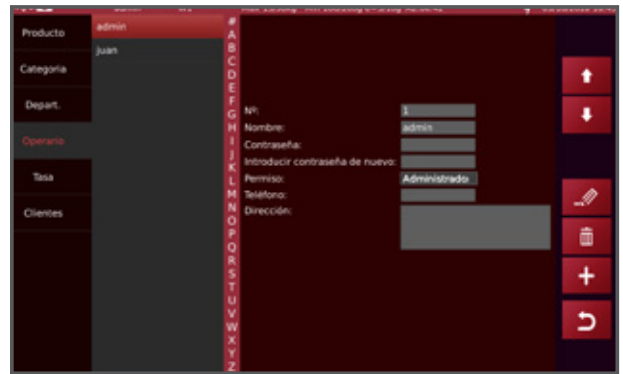 admin
Producto
Categoria
Depart.
Operario
Tasa
Clientes
admin
juan
#
A
B
C
D
E
F
G
H
I
J
K
L
M
N
O
P
Q
R
S
T
U
V
W
X
Y
Z
Nº: 1
Nombre: admin
Contraseña:
Introducir contraseña de nuevo:
Permiso: Administrado
Teléfono:
Dirección: